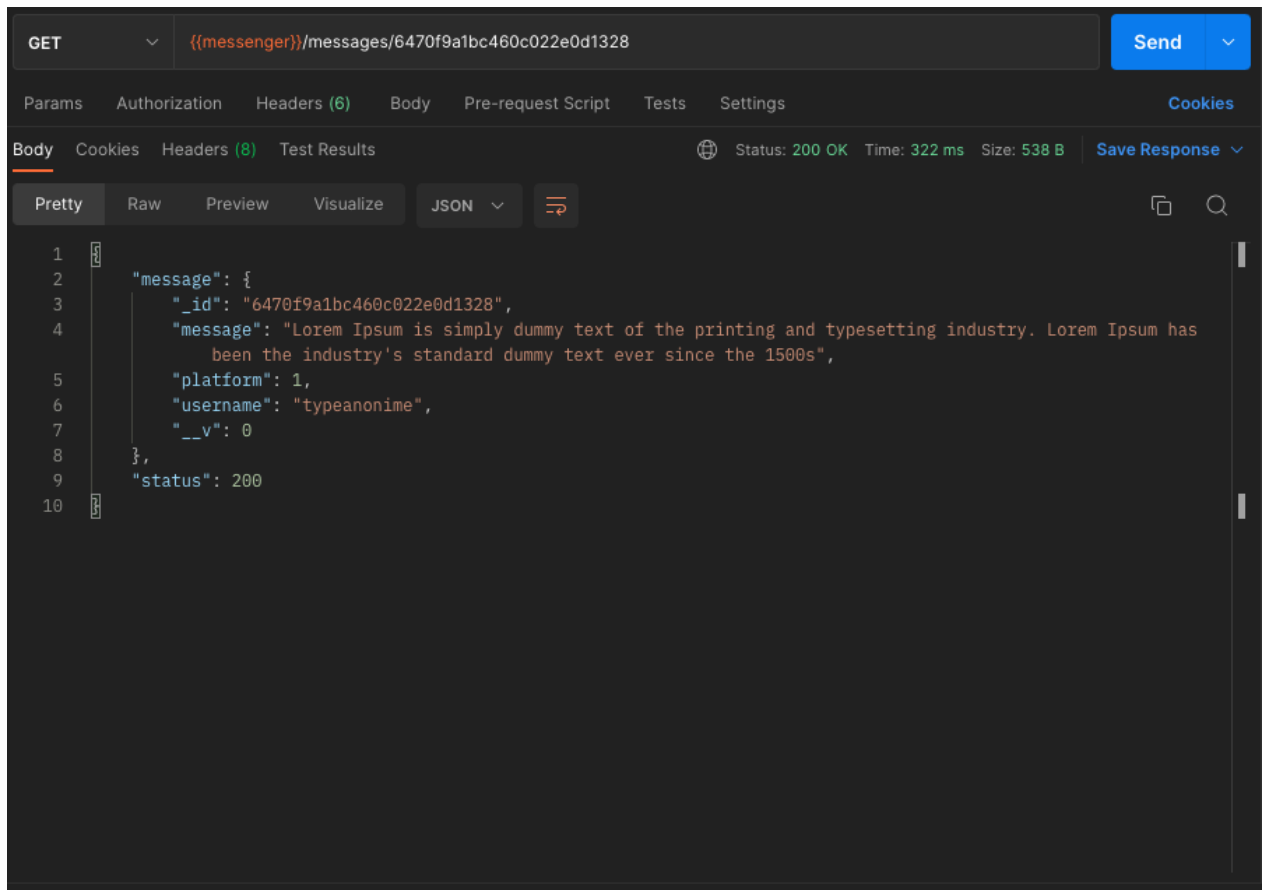 GET {{messenger}}/messages/6470f9a1bc460c022e0d1328 Send
Params Authorization Headers (6) Body Pre-request Script Tests Settings Cookies
Body Cookies Headers (8) Test Results Status: 200 OK Time: 322 ms Size: 538 B Save Response
Pretty Raw Preview Visualize JSON
1 {
2 "message": {
3 "_id": "6470f9a1bc460c022e0d1328",
4 "message": "Lorem Ipsum is simply dummy text of the printing and typesetting industry. Lorem Ipsum has
been the industry's standard dummy text ever since the 1500s",
5 "platform": 1,
6 "username": "typeanonime",
7 "__v": 0
8 },
9 "status": 200
10 }